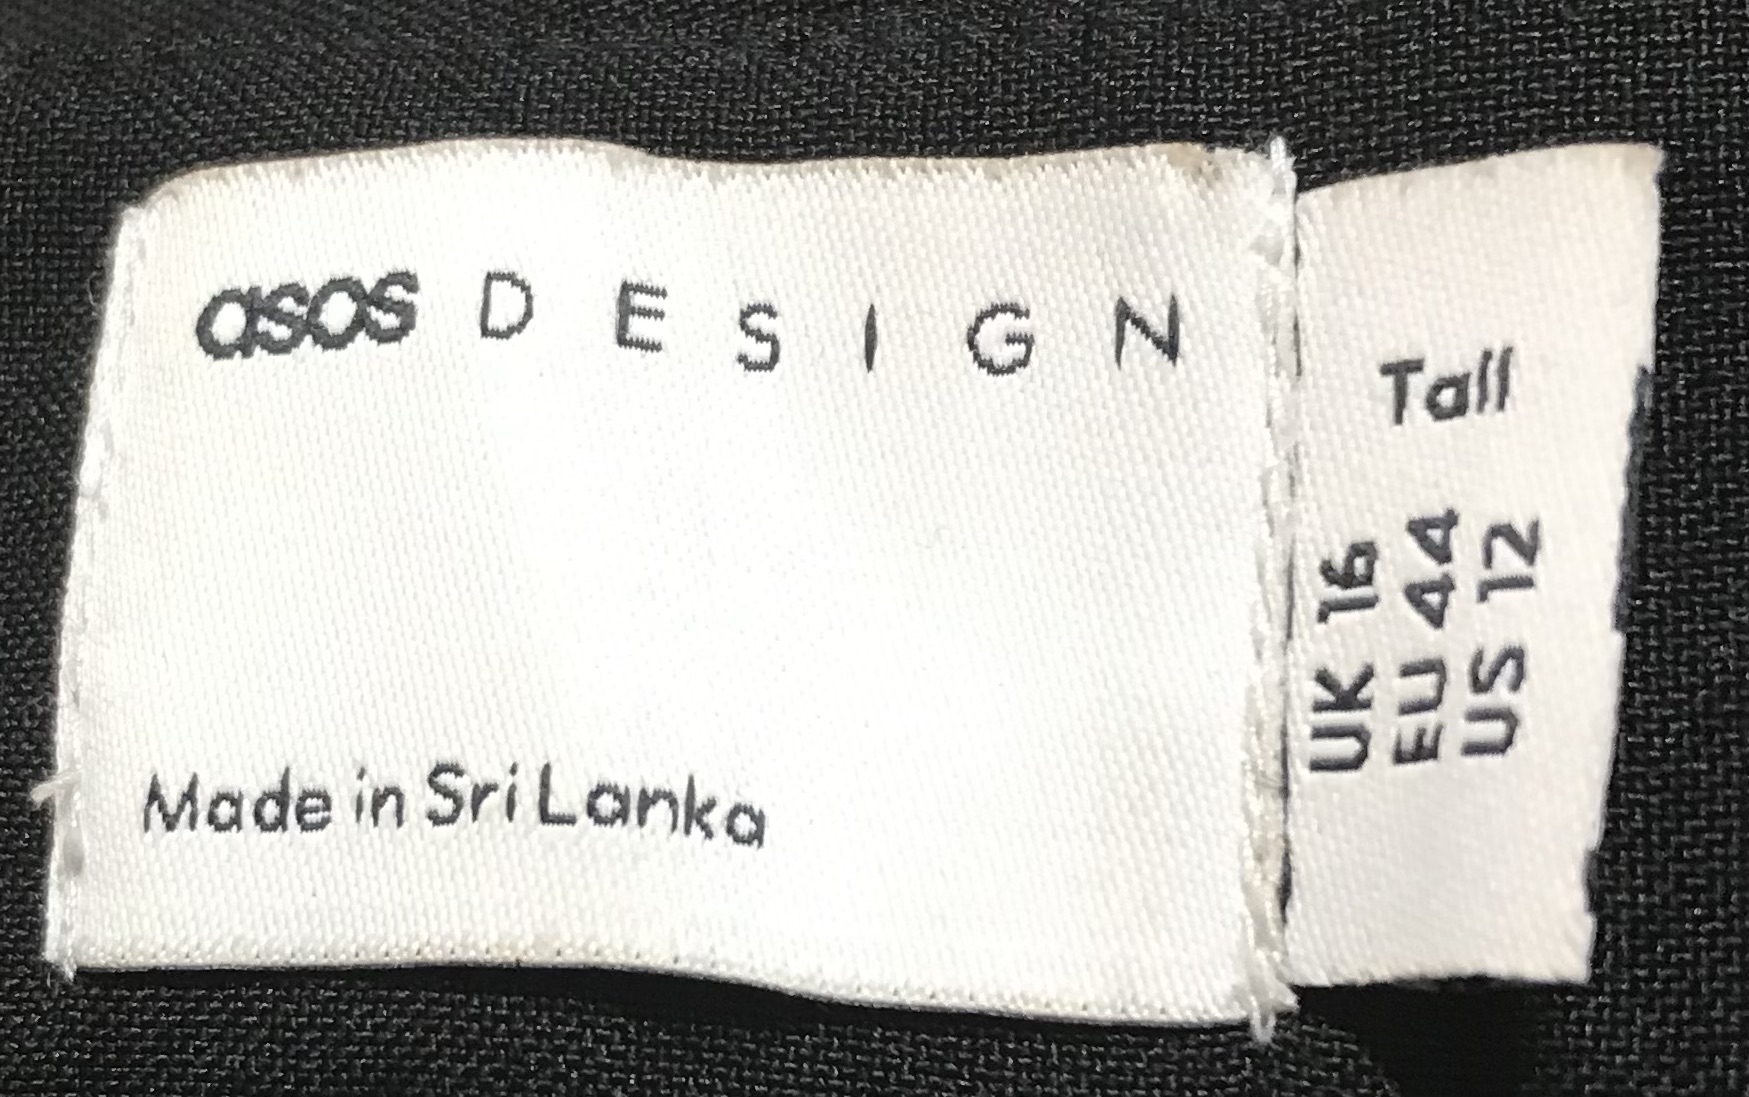 asos DESIGN
Made in Sri Lanka
Tall
UK 16
EU 44
US 12